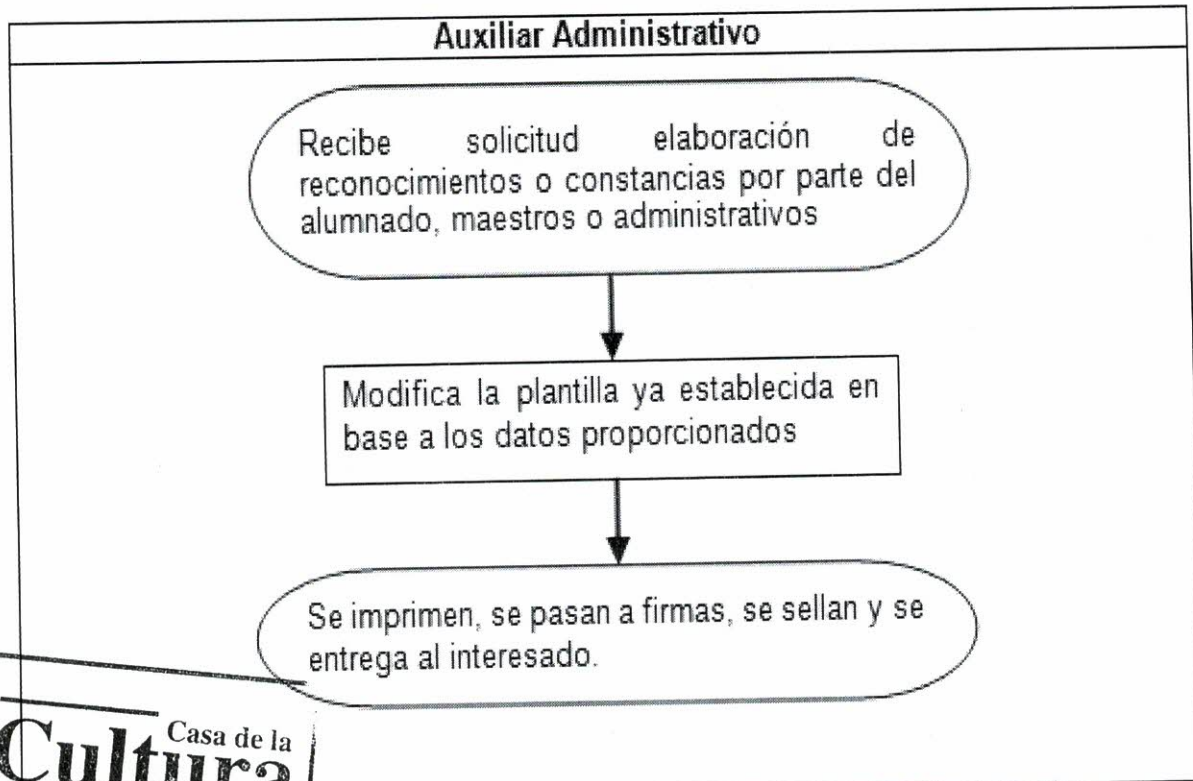 Auxiliar Administrativo
Recibe solicitud elaboración de
reconocimientos o constancias por parte del
alumnado, maestros o administrativos
Modifica la plantilla ya establecida en
base a los datos proporcionados
Se imprimen, se pasan a firmas, se sellan y se
entrega al interesado.
Casa de la
Cultura